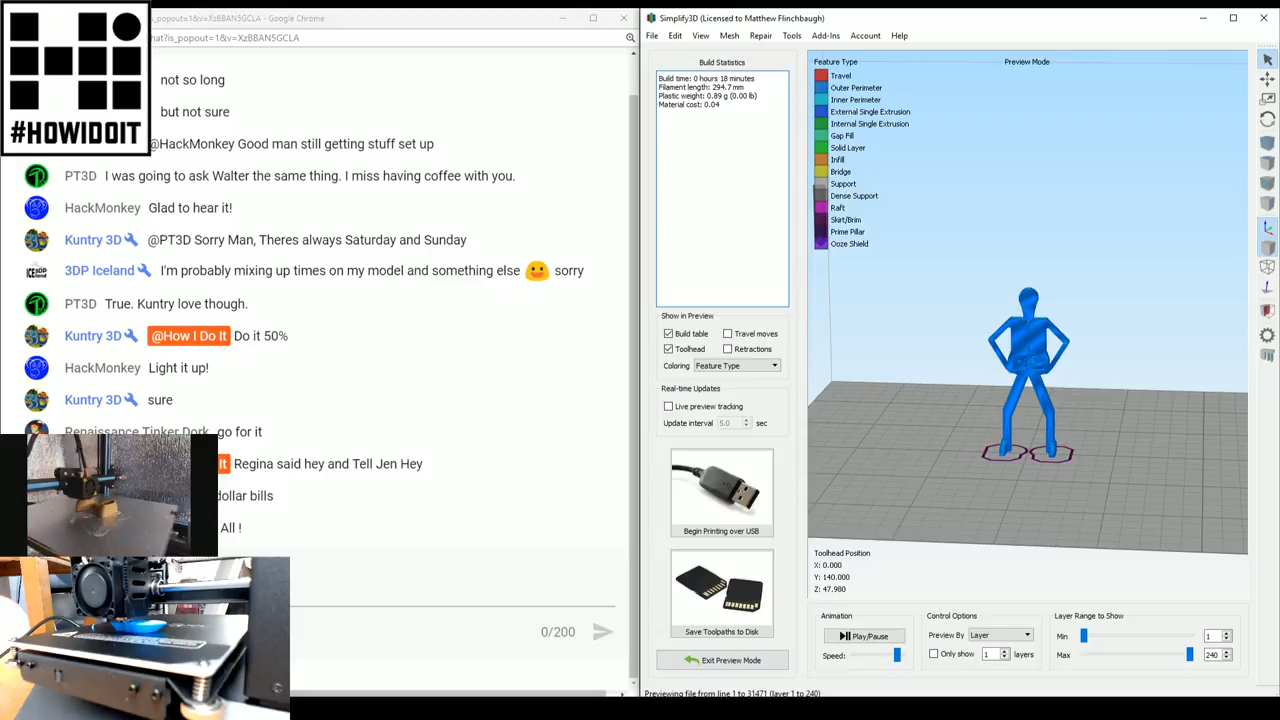 s_popout=1&v=XzBBAN5GCLA - Google Chrome
hat?is_popout=1&v=XzBBAN5GCLA
#HOWIDOIT
not so long
but not sure
@HackMonkey Good man still getting stuff set up
PT3D I was going to ask Walter the same thing. I miss having coffee with you.
HackMonkey Glad to hear it!
Kuntry 3D @PT3D Sorry Man, Theres always Saturday and Sunday
3DP Iceland I'm probably mixing up times on my model and something else sorry
PT3D True. Kuntry love though.
Kuntry 3D @How I Do It Do it 50%
HackMonkey Light it up!
Kuntry 3D sure
Renaissance Tinker Dork go for it
It Regina said hey and Tell Jen Hey
dollar bills
All !
0/200
Simplify3D (Licensed to Matthew Flinchbaugh)
File Edit View Mesh Repair Tools Add-Ins Account Help
Build Statistics
Build time: 0 hours 18 minutes
Filament length: 294.7 mm
Plastic weight: 0.89 g (0.00 lb)
Material cost: 0.04
Show in Preview
Build table Travel moves
Toolhead Retractions
Coloring Feature Type
Real-time Updates
Live preview tracking
Update interval 5.0 sec
Begin Printing over USB
Save Toolpaths to Disk
Exit Preview Mode
Feature Type
Travel
Outer Perimeter
Inner Perimeter
External Single Extrusion
Internal Single Extrusion
Gap Fill
Solid Layer
Infill
Bridge
Support
Dense Support
Raft
Skirt/Brim
Prime Pillar
Ooze Shield
Preview Mode
Toolhead Position
X: 0.000
Y: 140.000
Z: 47.980
Animation
Play/Pause
Speed:
Control Options
Preview By Layer
Only show 1 layers
Layer Range to Show
Min 1
Max 240
Previewing file from line 1 to 31471 (layer 1 to 240)